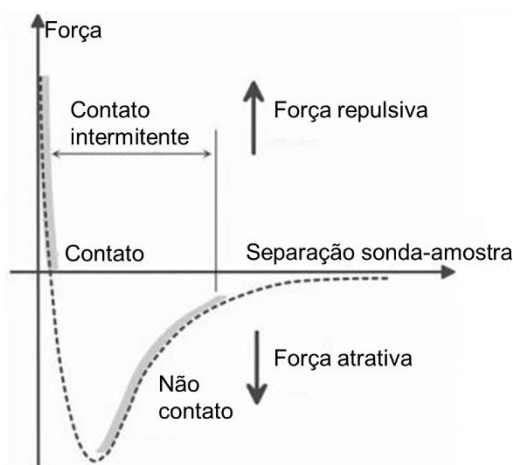 Força
Contato
intermitente
Força repulsiva
Contato
Separação sonda-amostra
Força atrativa
Não
contato